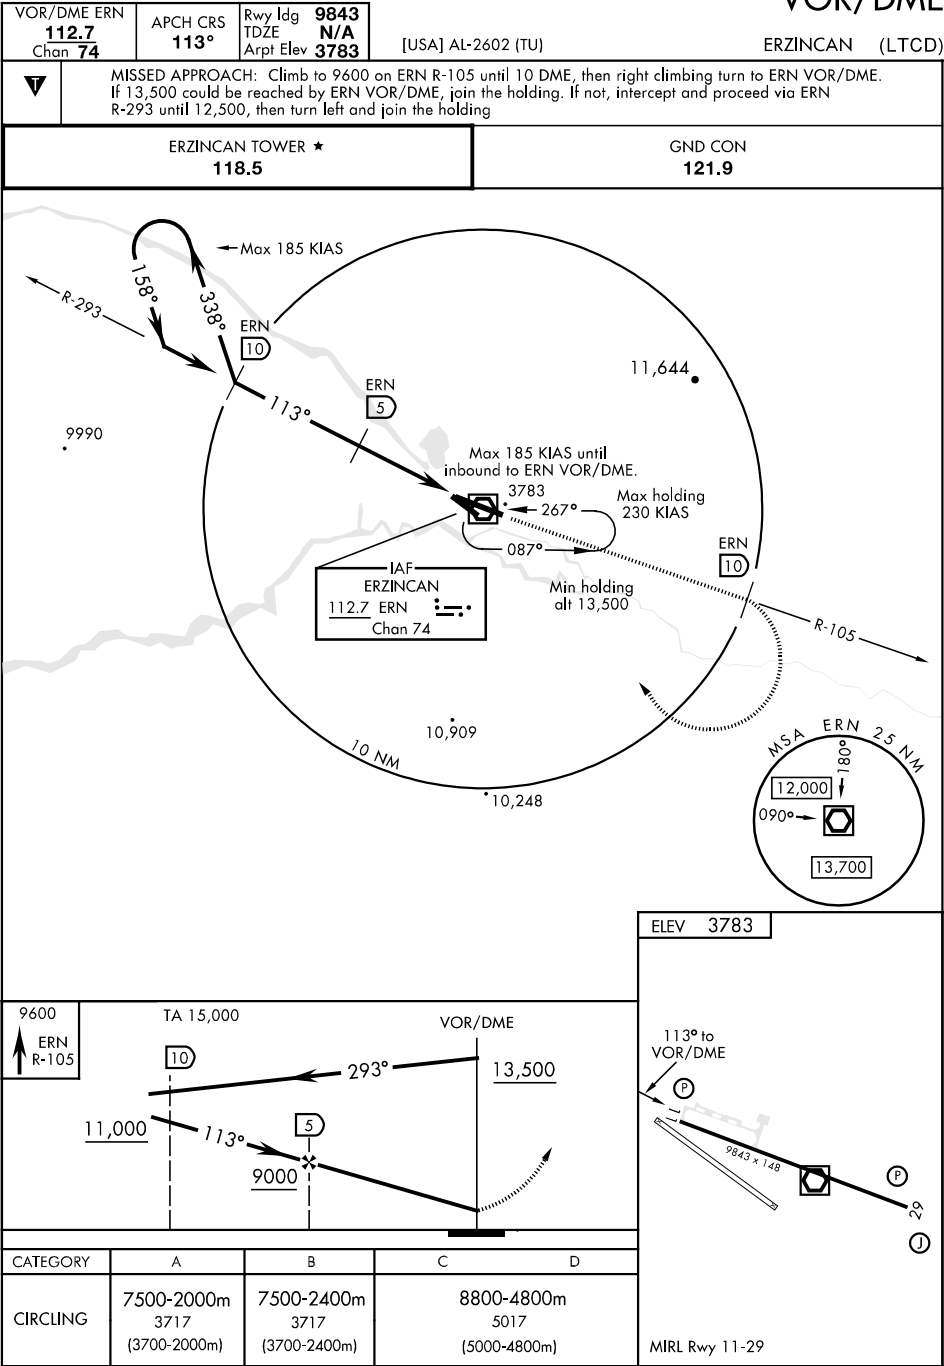 VOR/DME
VOR/DME ERN
112.7
Chan 74
APCH CRS
113°
Rwy ldg 9843
TDZE N/A
Arpt Elev 3783
[USA] AL-2602 (TU)
ERZINCAN (LTCD)
T
MISSED APPROACH: Climb to 9600 on ERN R-105 until 10 DME, then right climbing turn to ERN VOR/DME.
If 13,500 could be reached by ERN VOR/DME, join the holding. If not, intercept and proceed via ERN
R-293 until 12,500, then turn left and join the holding
ERZINCAN TOWER ★
118.5
GND CON
121.9
Max 185 KIAS
158°
338°
R-293
ERN
10
113°
ERN
5
11,644
9990
Max 185 KIAS until
inbound to ERN VOR/DME.
3783
267°
Max holding
230 KIAS
087°
ERN
10
Min holding
alt 13,500
IAF
ERZINCAN
112.7 ERN
Chan 74
R-105
10,909
10 NM
10,248
MSA ERN 25 NM
180°
12,000
090°
13,700
ELEV 3783
9600
ERN
R-105
TA 15,000
VOR/DME
10
293°
13,500
11,000
113°
5
9000
113° to
VOR/DME
P
11
9843 x 148
P
29
J
MIRL Rwy 11-29
CATEGORY A B C D
CIRCLING
7500-2000m
3717
(3700-2000m)
7500-2400m
3717
(3700-2400m)
8800-4800m
5017
(5000-4800m)